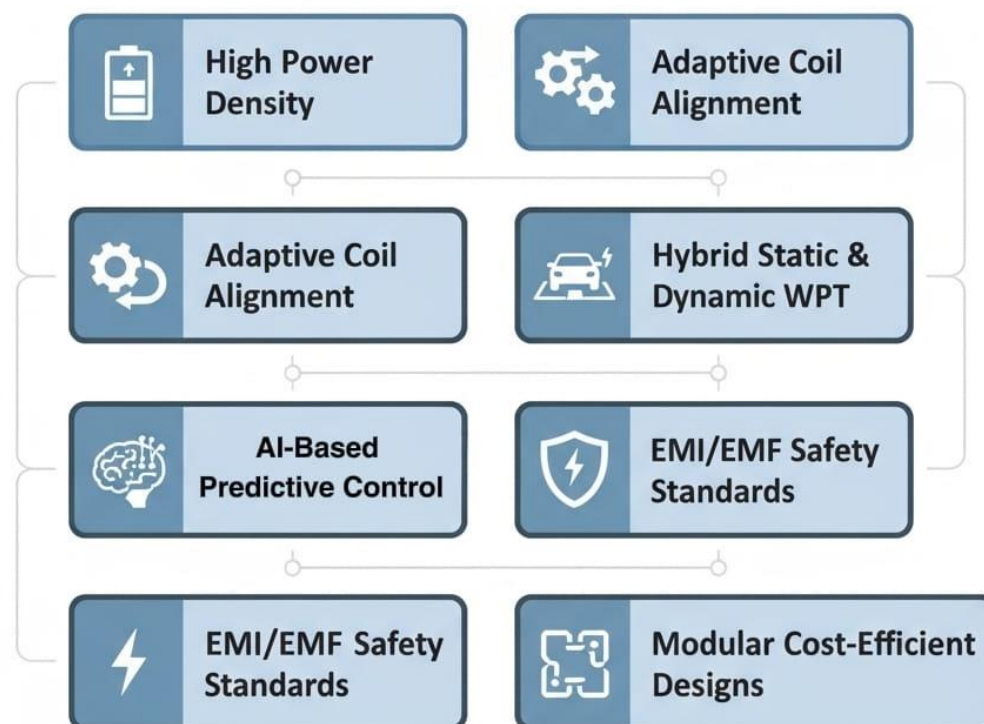 High Power
Density
Adaptive Coil
Alignment
Adaptive Coil
Alignment
Hybrid Static &
Dynamic WPT
AI-Based
Predictive Control
EMI/EMF Safety
Standards
EMI/EMF Safety
Standards
Modular Cost-Efficient
Designs